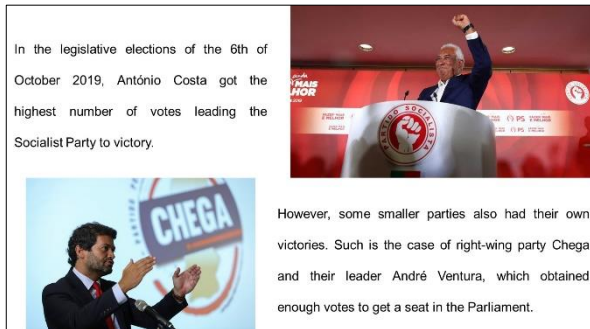 In the legislative elections of the 6th of
October 2019, António Costa got the
highest number of votes leading the
Socialist Party to victory.
MAIS
PARTIDO SOCIALISTA
PS
CHEGA
However, some smaller parties also had their own
victories. Such is the case of right-wing party Chega
and their leader André Ventura, which obtained
enough votes to get a seat in the Parliament.